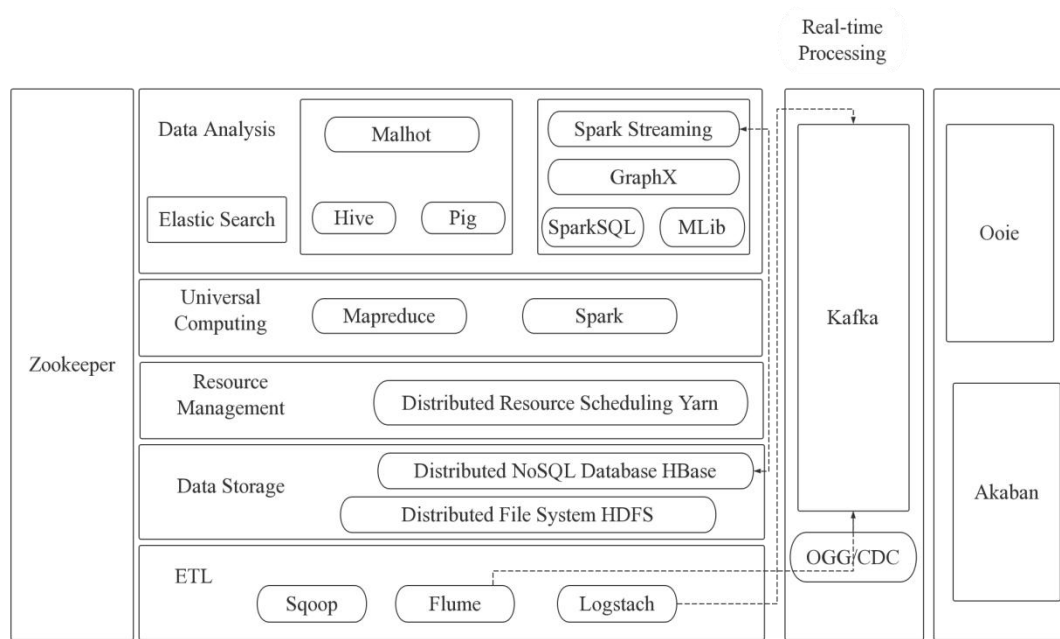 Real-time
Processing
Zookeeper
Data Analysis
Malhot
Elastic Search
Hive
Pig
Spark Streaming
GraphX
SparkSQL
MLib
Universal
Computing
Mapreduce
Spark
Resource
Management
Distributed Resource Scheduling Yarn
Data Storage
Distributed NoSQL Database HBase
Distributed File System HDFS
ETL
Sqoop
Flume
Logstach
Kafka
OGG/CDC
Ooie
Akaban